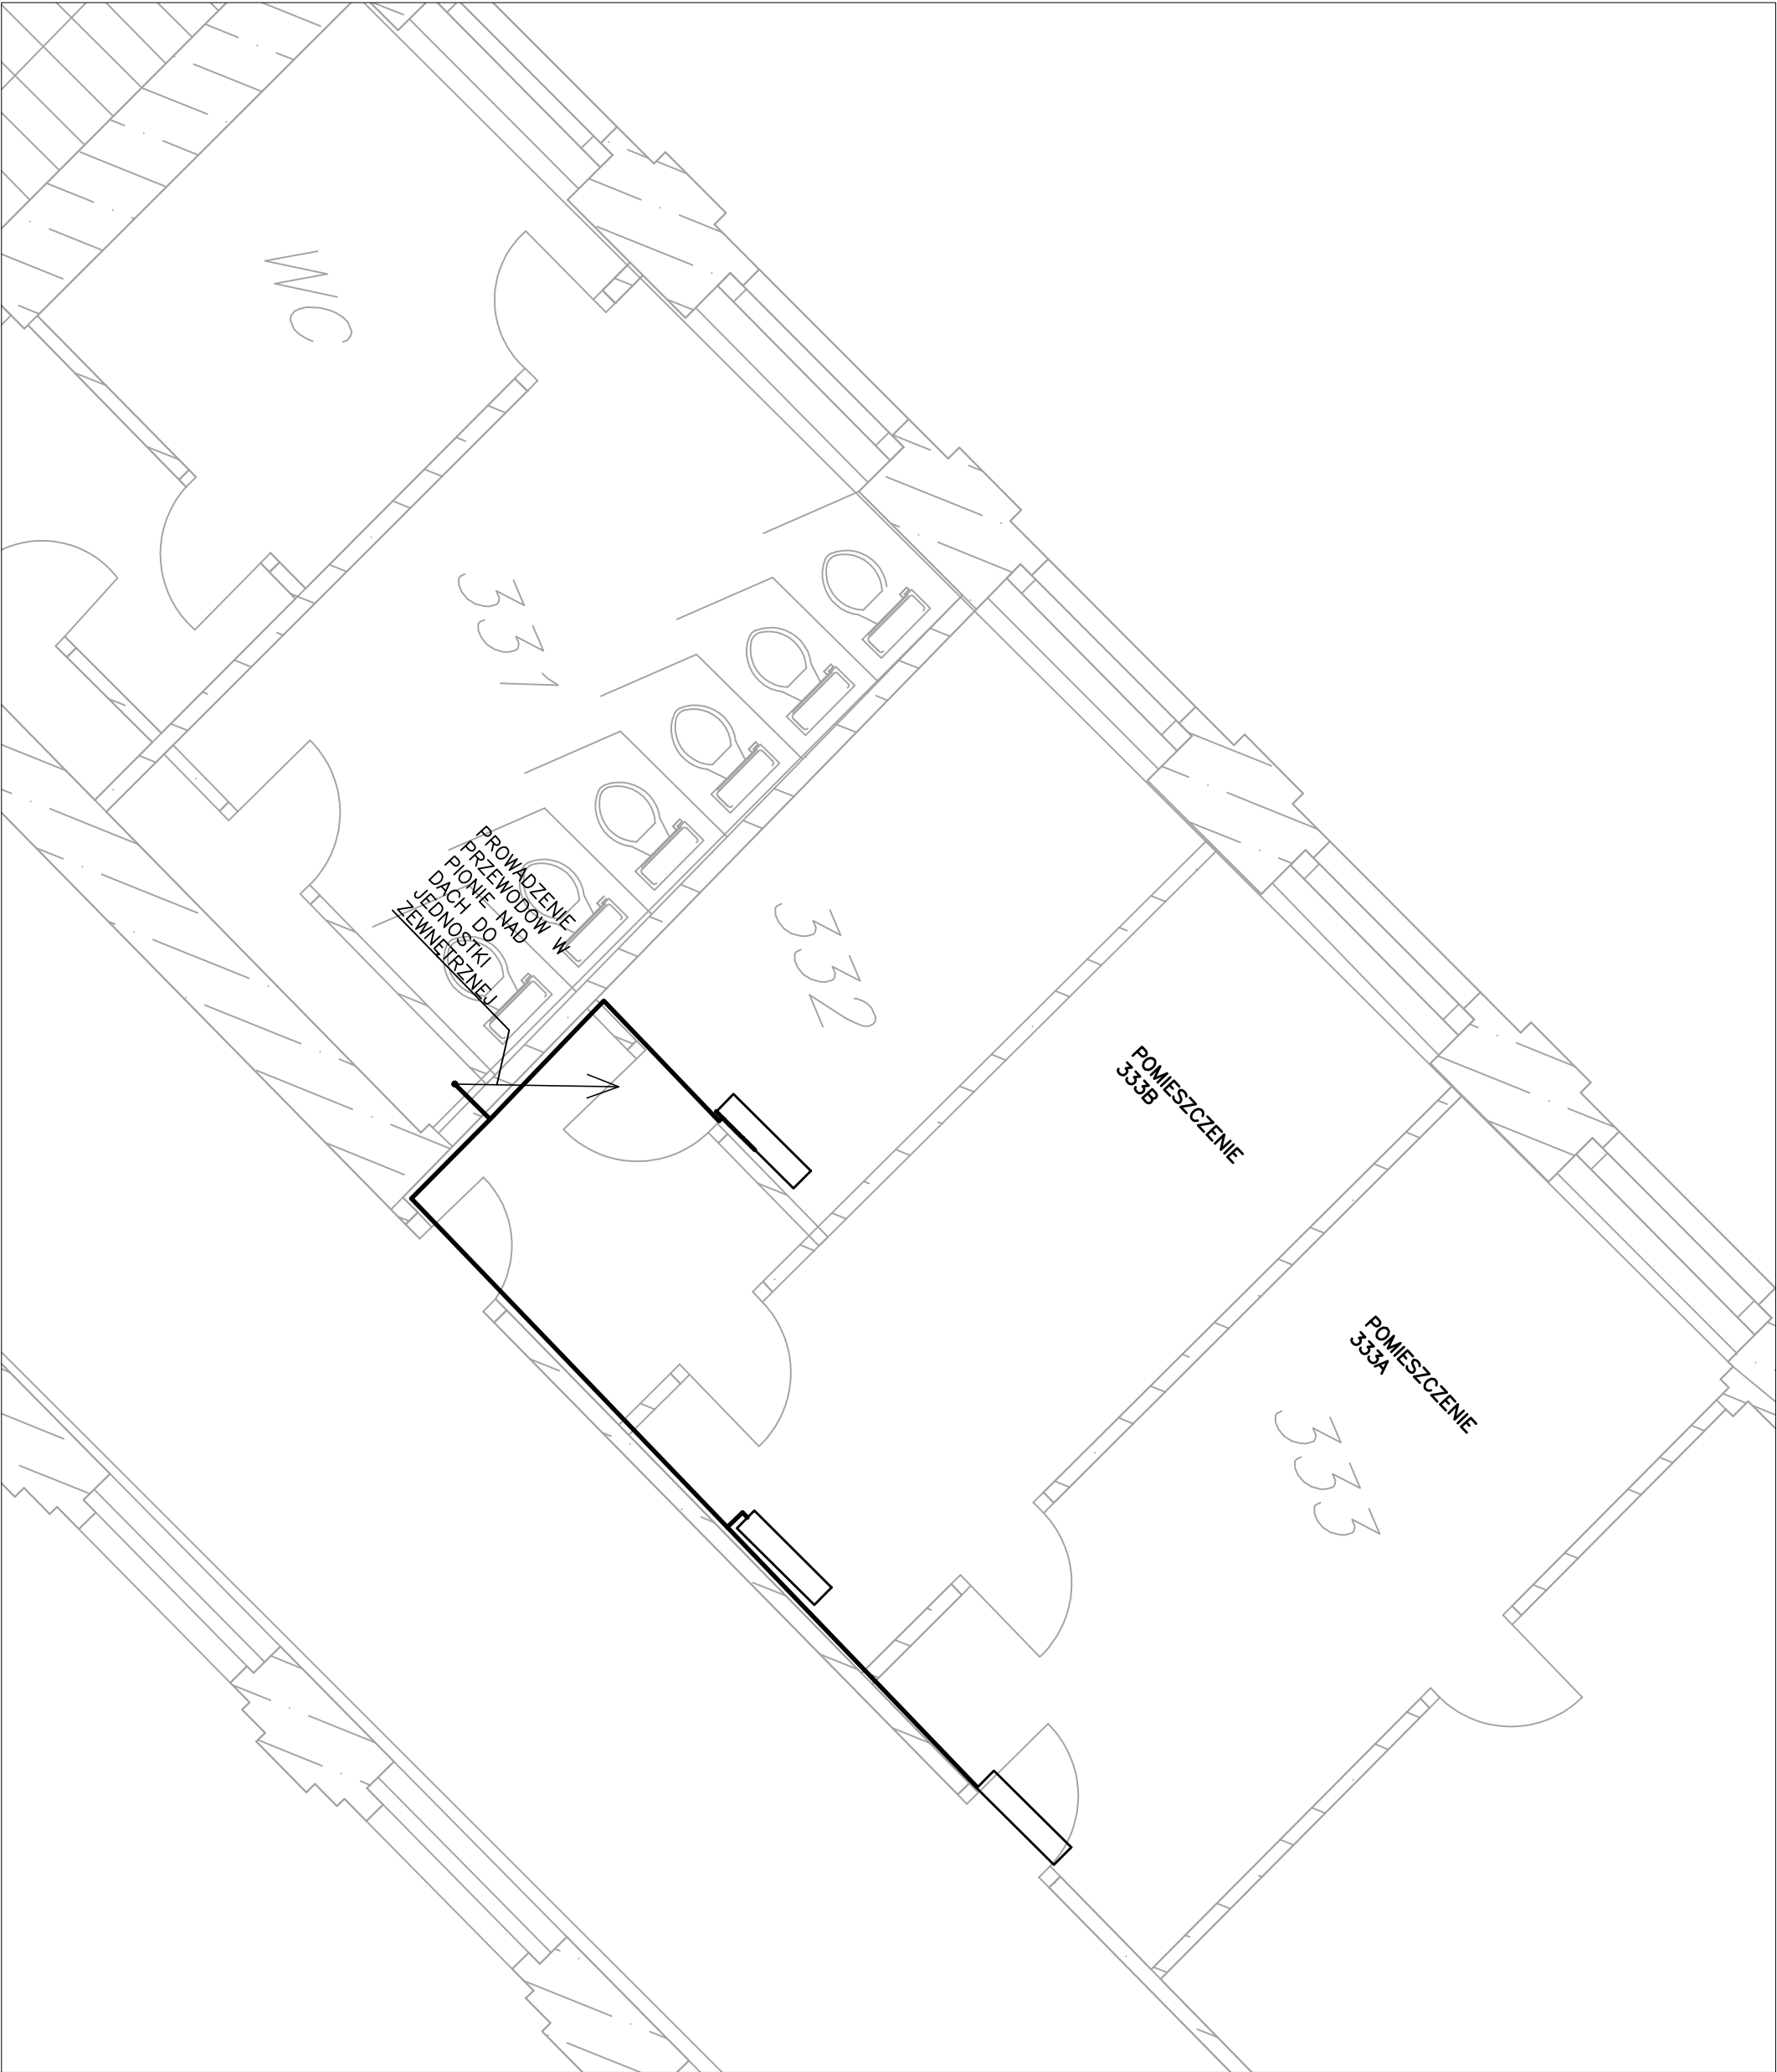 WC
331
PROWADZENIE
PRZEWODÓW W
PIONIE NAD
DACH DO
JEDNOSTKI
ZEWNĘTRZNEJ
332
POMIESZCZENIE
333B
POMIESZCZENIE
333A
333